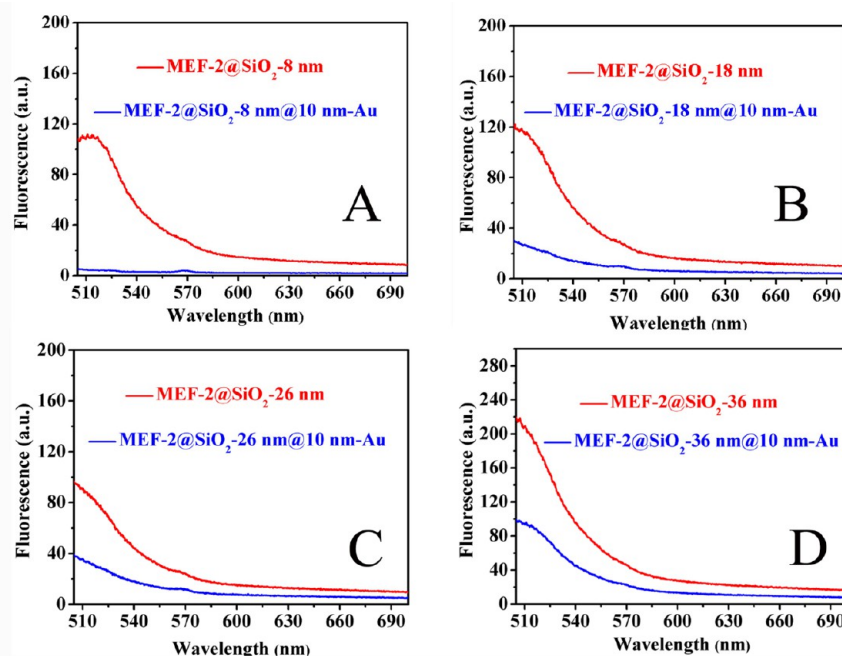 200
160
120
80
40
0
Fluorescence (a.u.)
MEF-2@SiO₂-8 nm
MEF-2@SiO₂-8 nm@10 nm-Au
A
510 540 570 600 630 660 690
Wavelength (nm)
200
160
120
80
40
0
Fluorescence (a.u.)
MEF-2@SiO₂-18 nm
MEF-2@SiO₂-18 nm@10 nm-Au
B
510 540 570 600 630 660 690
Wavelength (nm)
200
160
120
80
40
0
Fluorescence (a.u.)
MEF-2@SiO₂-26 nm
MEF-2@SiO₂-26 nm@10 nm-Au
C
510 540 570 600 630 660 690
Wavelength (nm)
280
240
200
160
120
80
40
0
Fluorescence (a.u.)
MEF-2@SiO₂-36 nm
MEF-2@SiO₂-36 nm@10 nm-Au
D
510 540 570 600 630 660 690
Wavelength (nm)